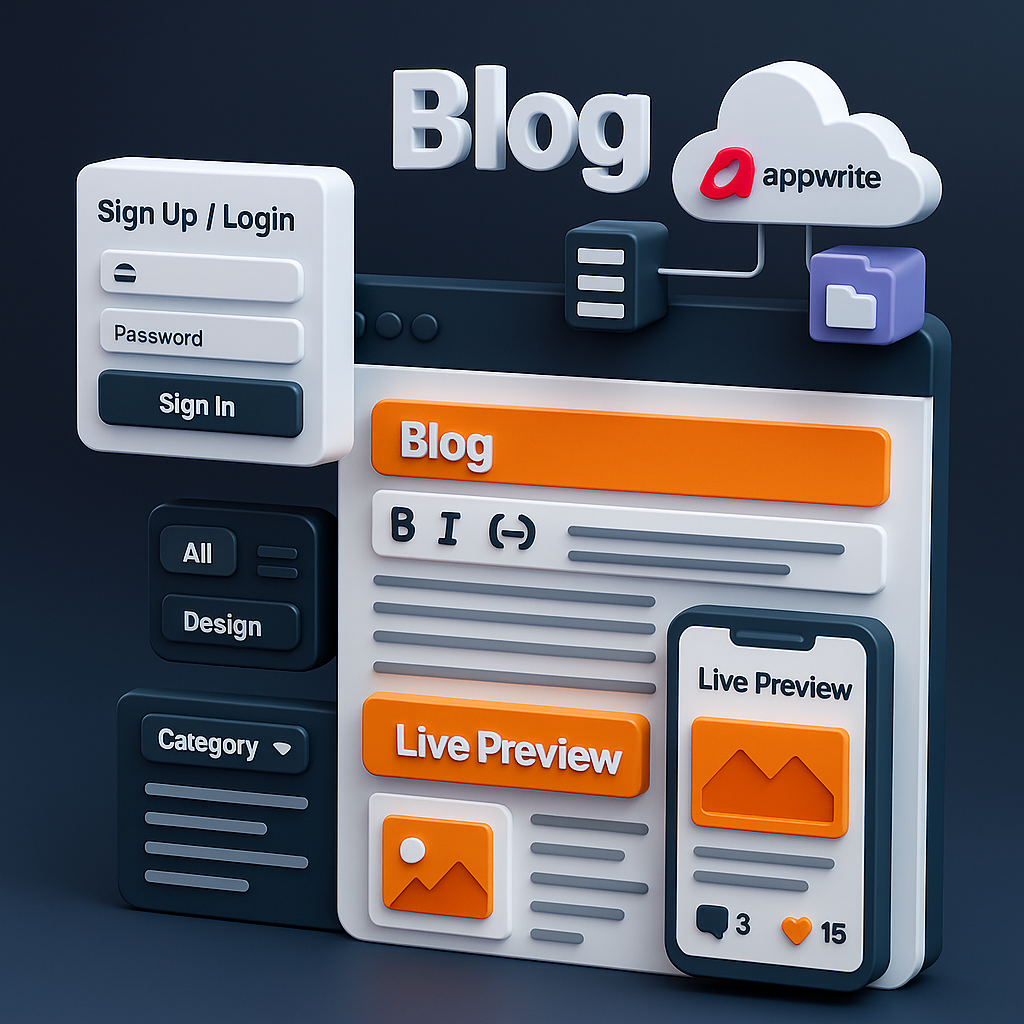 Blog
appwrite
Sign Up / Login
Password
Sign In
Blog
B I (–)
All
Design
Category
Live Preview
Live Preview
3 15